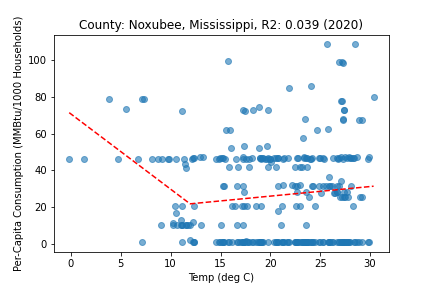 County: Noxubee, Mississippi, R2: 0.039 (2020)
Per-Capita Consumption (MMBtu/1000 Households)
100
80
60
40
20
0
0 5 10 15 20 25 30
Temp (deg C)